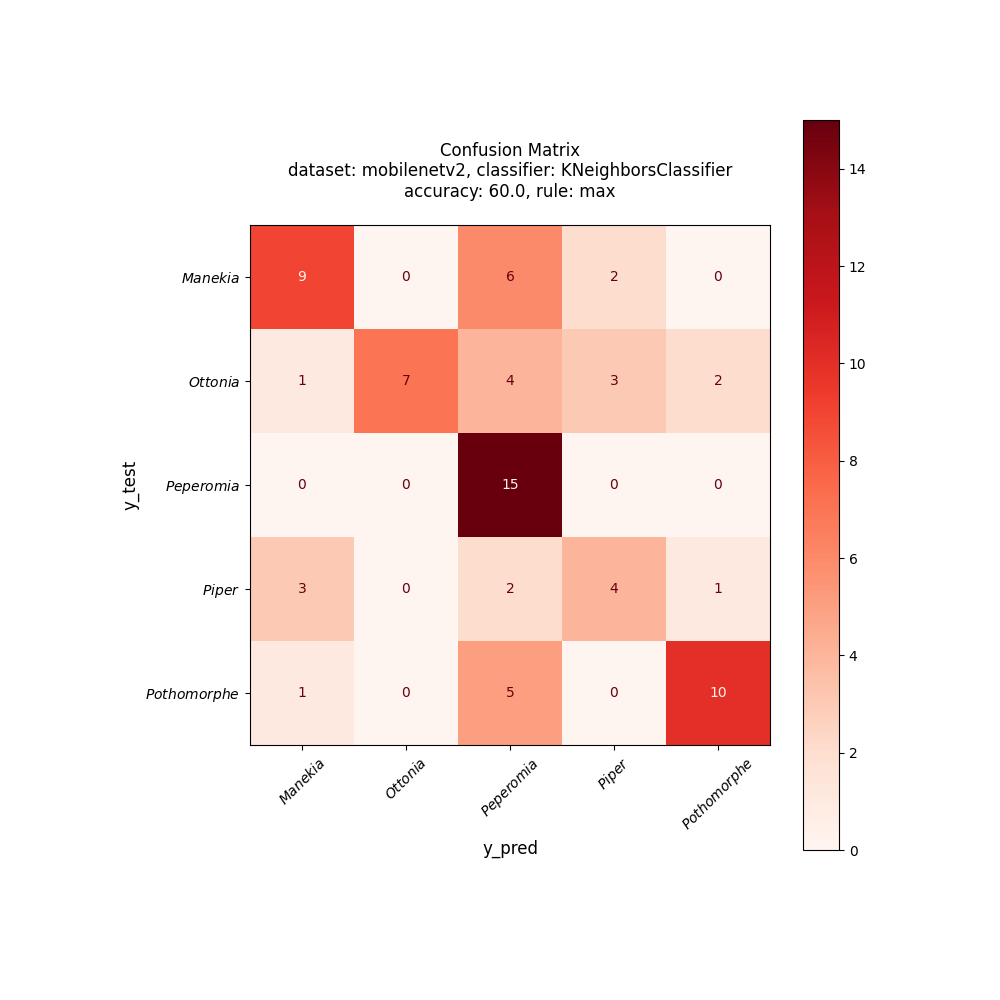 Confusion Matrix
dataset: mobilenetv2, classifier: KNeighborsClassifier
accuracy: 60.0, rule: max
Manekia 9 0 6 2 0
Ottonia 1 7 4 3 2
Peperomia 0 0 15 0 0
Piper 3 0 2 4 1
Pothomorphe 1 0 5 0 10
y_test
Manekia Ottonia Peperomia Piper Pothomorphe
y_pred
14
12
10
8
6
4
2
0